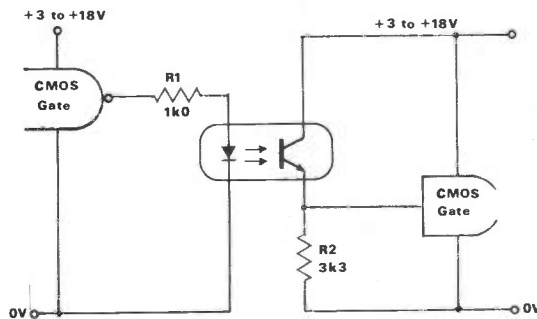 +3 to +18V
+3 to +18V
CMOS
Gate
R1
1k0
CMOS
Gate
R2
3k3
0V
0V